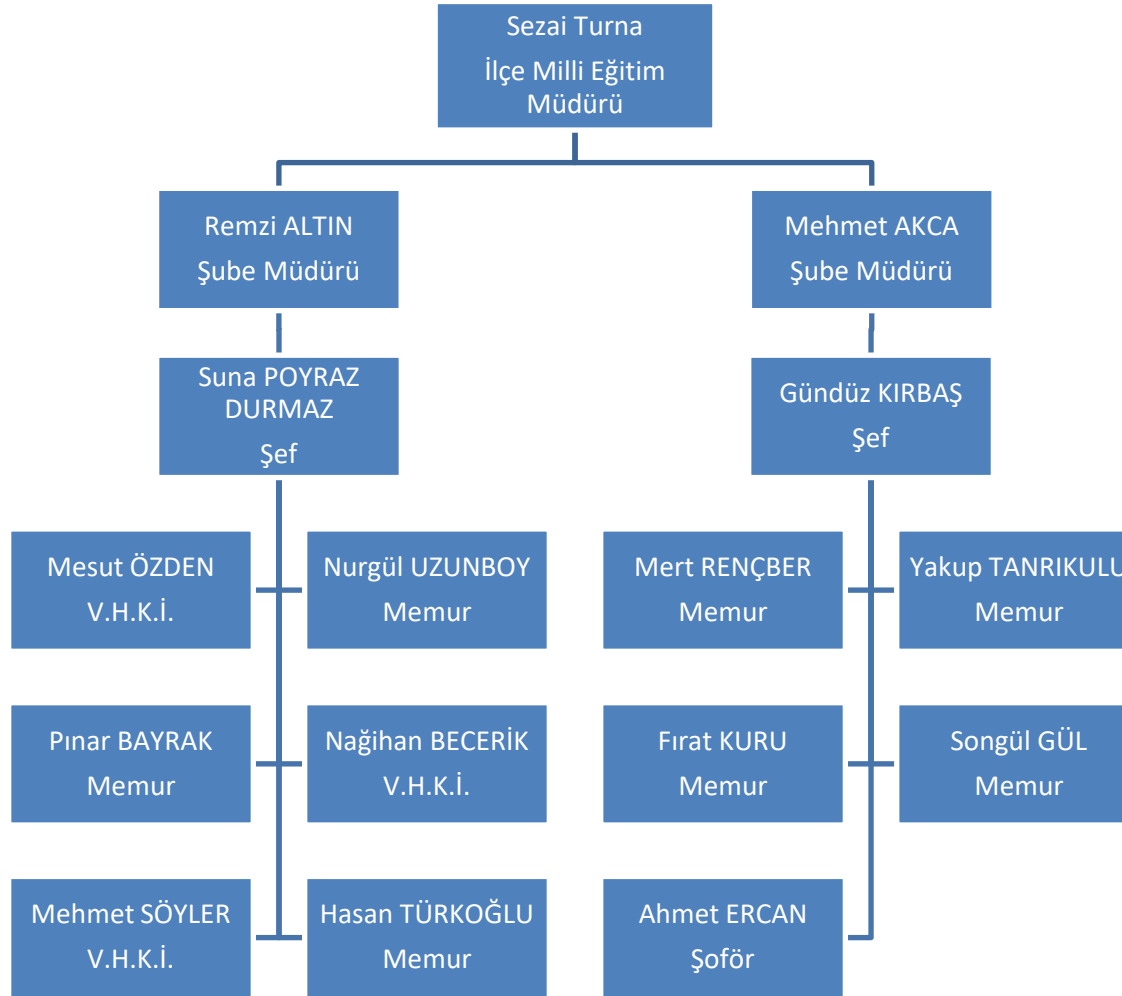 Sezai Turna
İlçe Milli Eğitim
Müdürü
Remzi ALTIN
Şube Müdürü
Mehmet AKCA
Şube Müdürü
Suna POYRAZ
DURMAZ
Şef
Gündüz KIRBAŞ
Şef
Mesut ÖZDEN
V.H.K.İ.
Nurgül UZUNBOY
Memur
Mert RENÇBER
Memur
Yakup TANRIKULU
Memur
Pınar BAYRAK
Memur
Nağihan BECERİK
V.H.K.İ.
Fırat KURU
Memur
Songül GÜL
Memur
Mehmet SÖYLER
V.H.K.İ.
Hasan TÜRKOĞLU
Memur
Ahmet ERCAN
Şoför